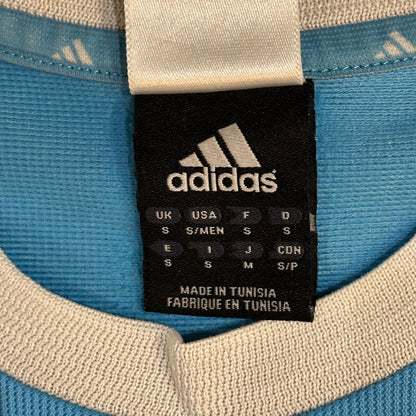 adidas
UK USA F D
S S/MEN S S
E I J CDN
S S M S/P
MADE IN TUNISIA
FABRIQUE EN TUNISIA